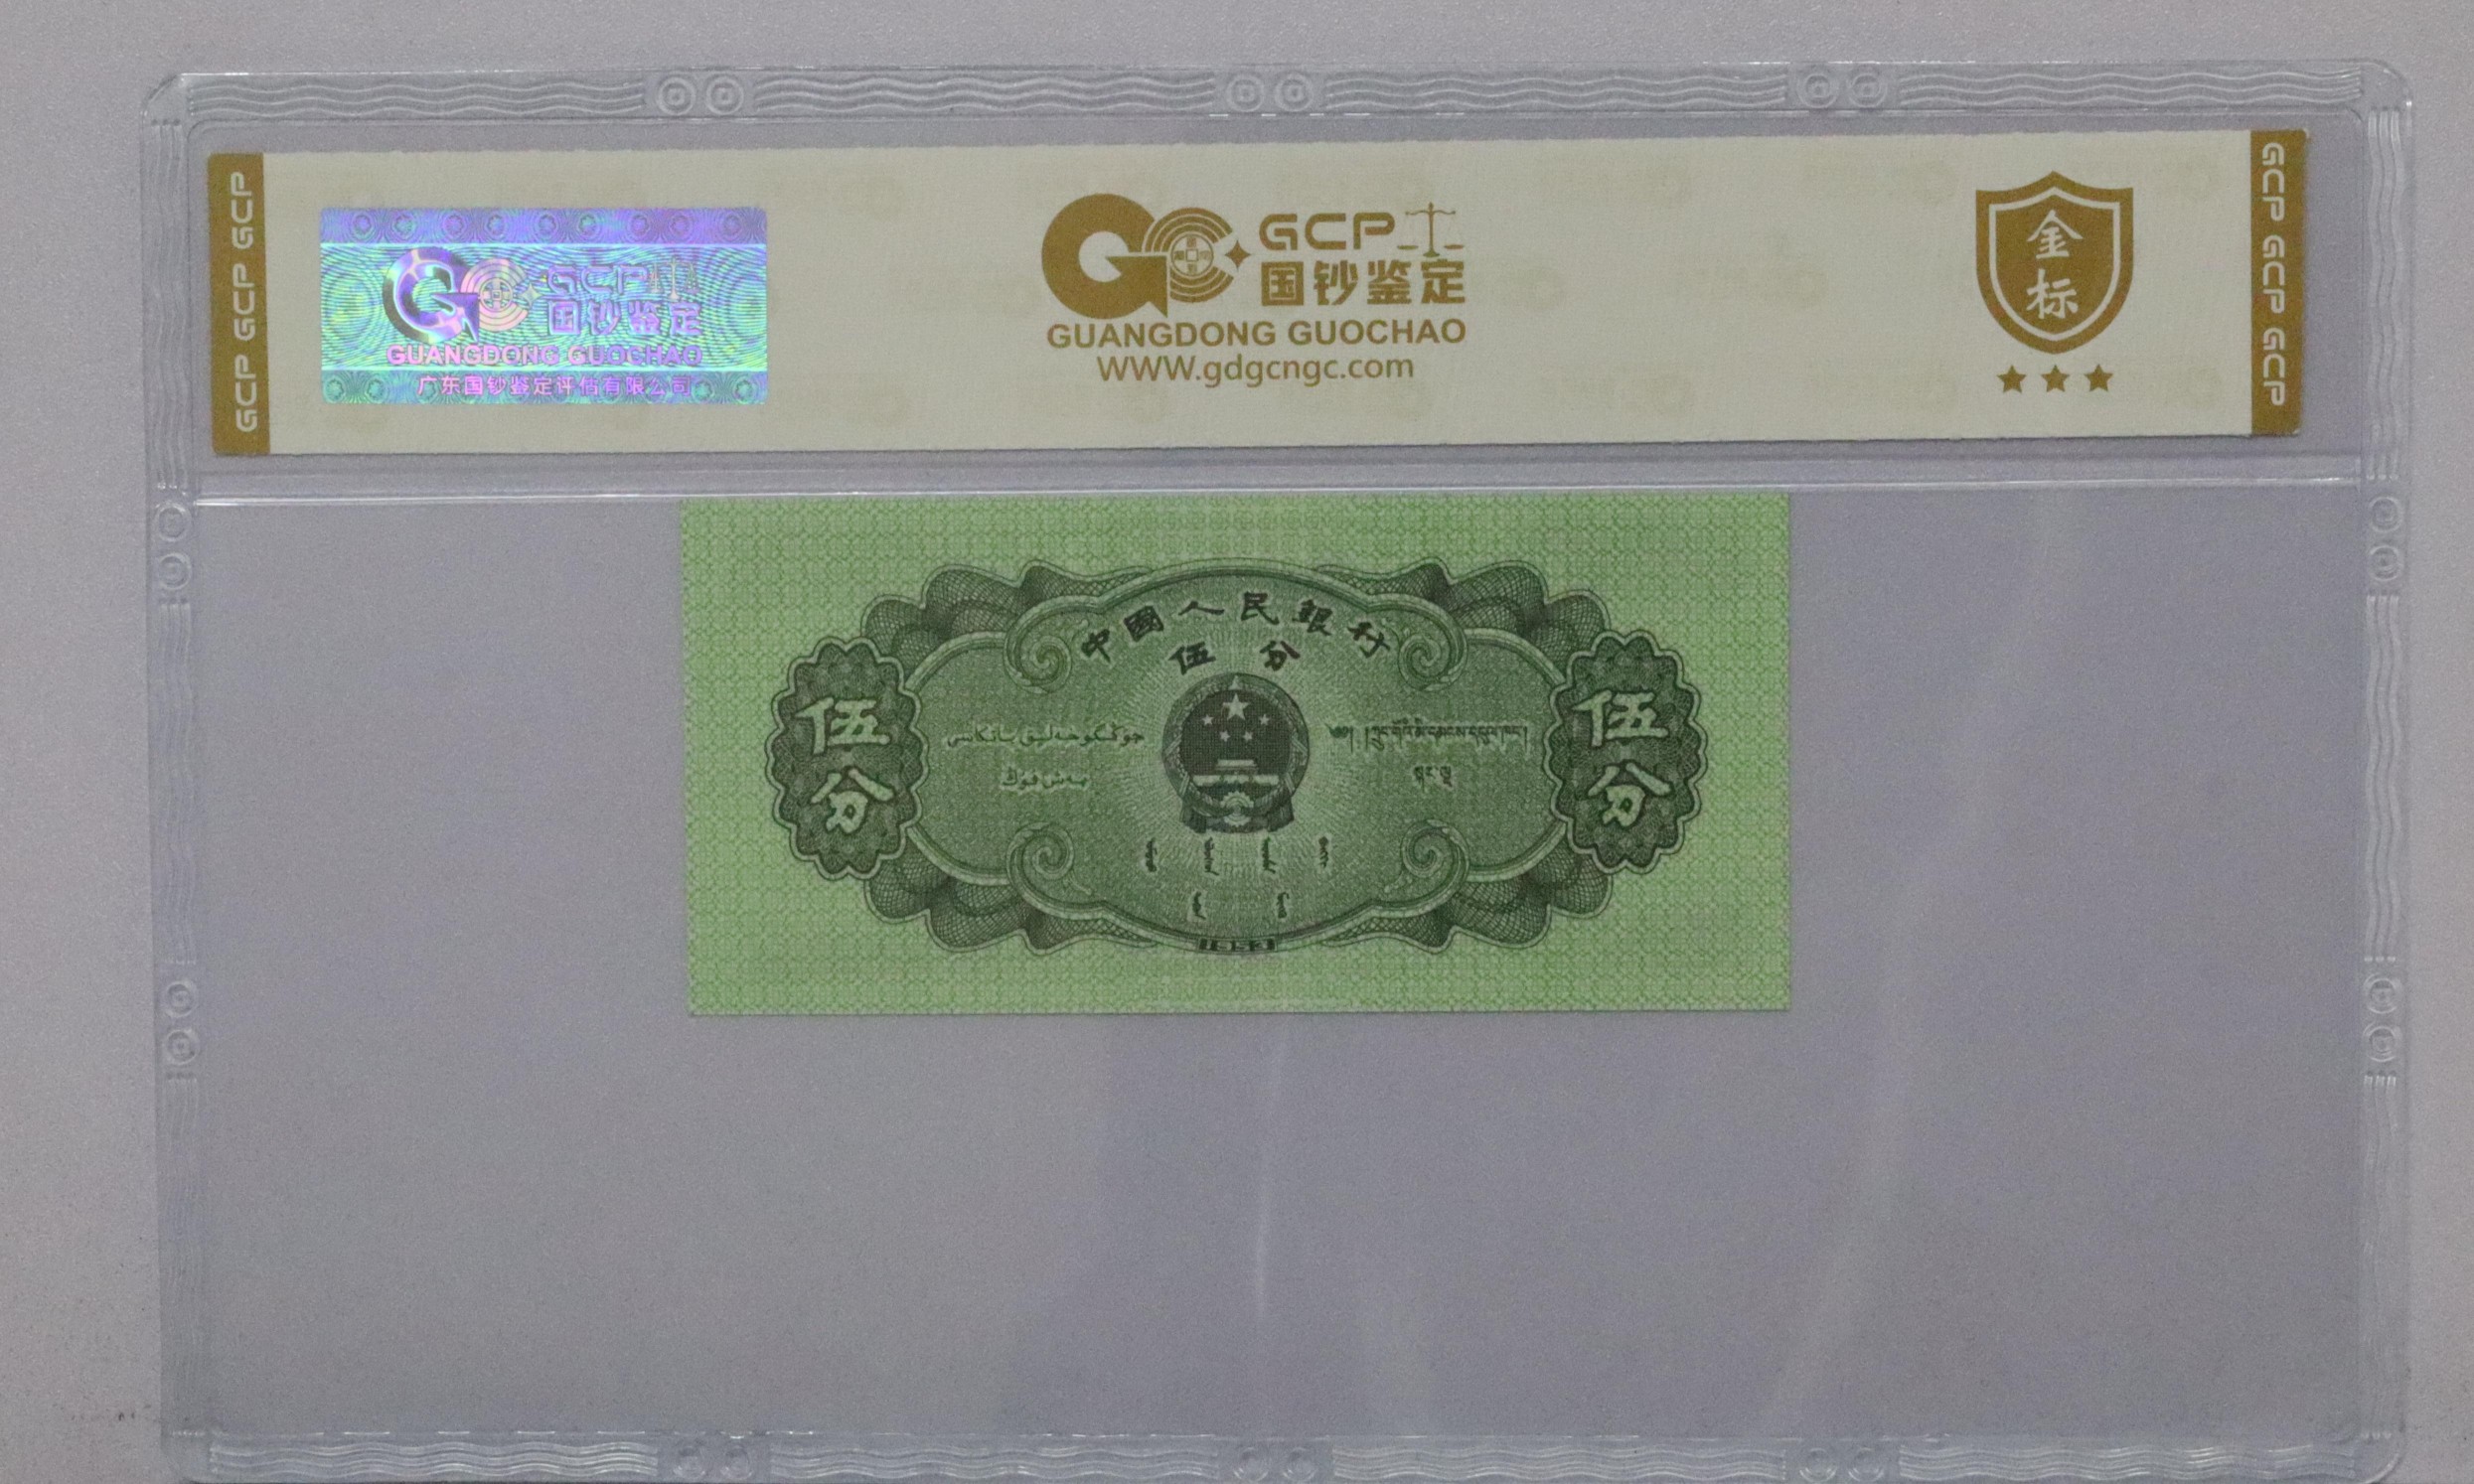 GCP GCP GCP
GCP
国钞鉴定
GUANGDONG GUOCHAO
广东国钞鉴定评估有限公司
GCP
国钞鉴定
GUANGDONG GUOCHAO
WWW.gdgcngc.com
金
标
GCP GCP GCP
中國人民銀行
伍分
伍
分
伍
分
1953